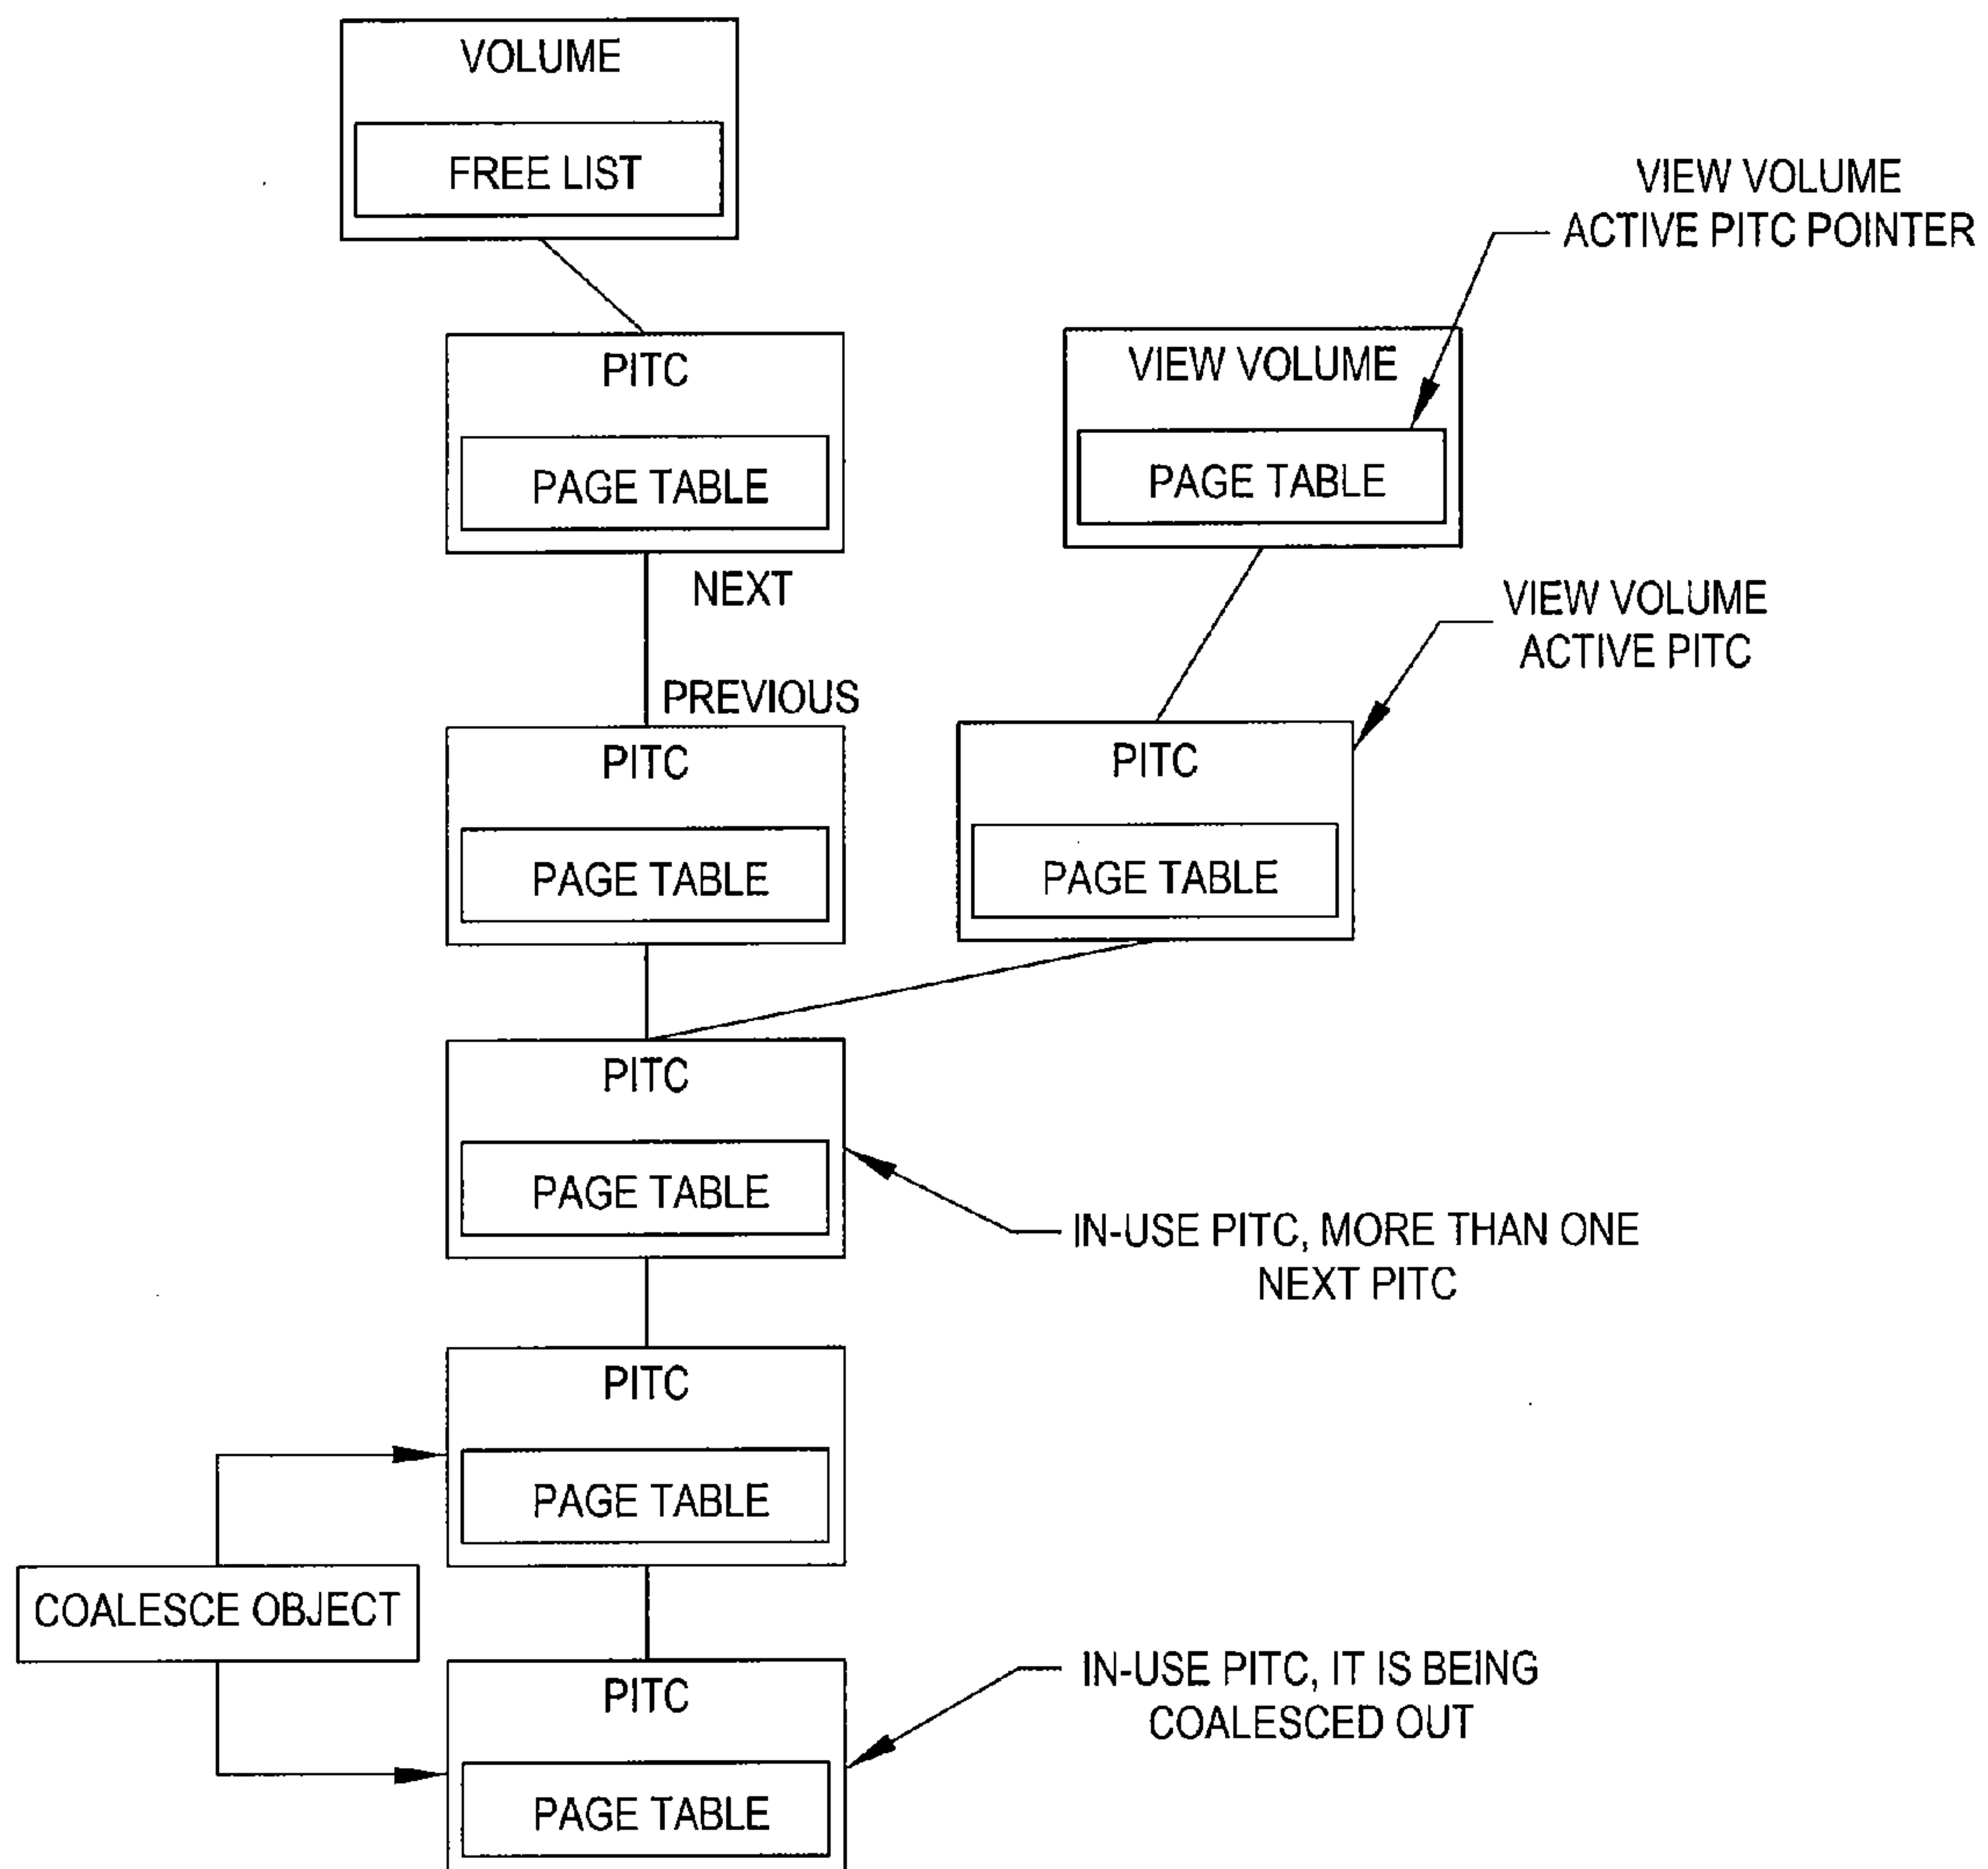 VOLUME
FREE LIST
VIEW VOLUME
ACTIVE PITC POINTER
PITC
PAGE TABLE
VIEW VOLUME
PAGE TABLE
NEXT
PREVIOUS
VIEW VOLUME
ACTIVE PITC
PITC
PAGE TABLE
PITC
PAGE TABLE
PITC
PAGE TABLE
IN-USE PITC, MORE THAN ONE
NEXT PITC
PITC
PAGE TABLE
COALESCE OBJECT
PITC
PAGE TABLE
IN-USE PITC, IT IS BEING
COALESCED OUT